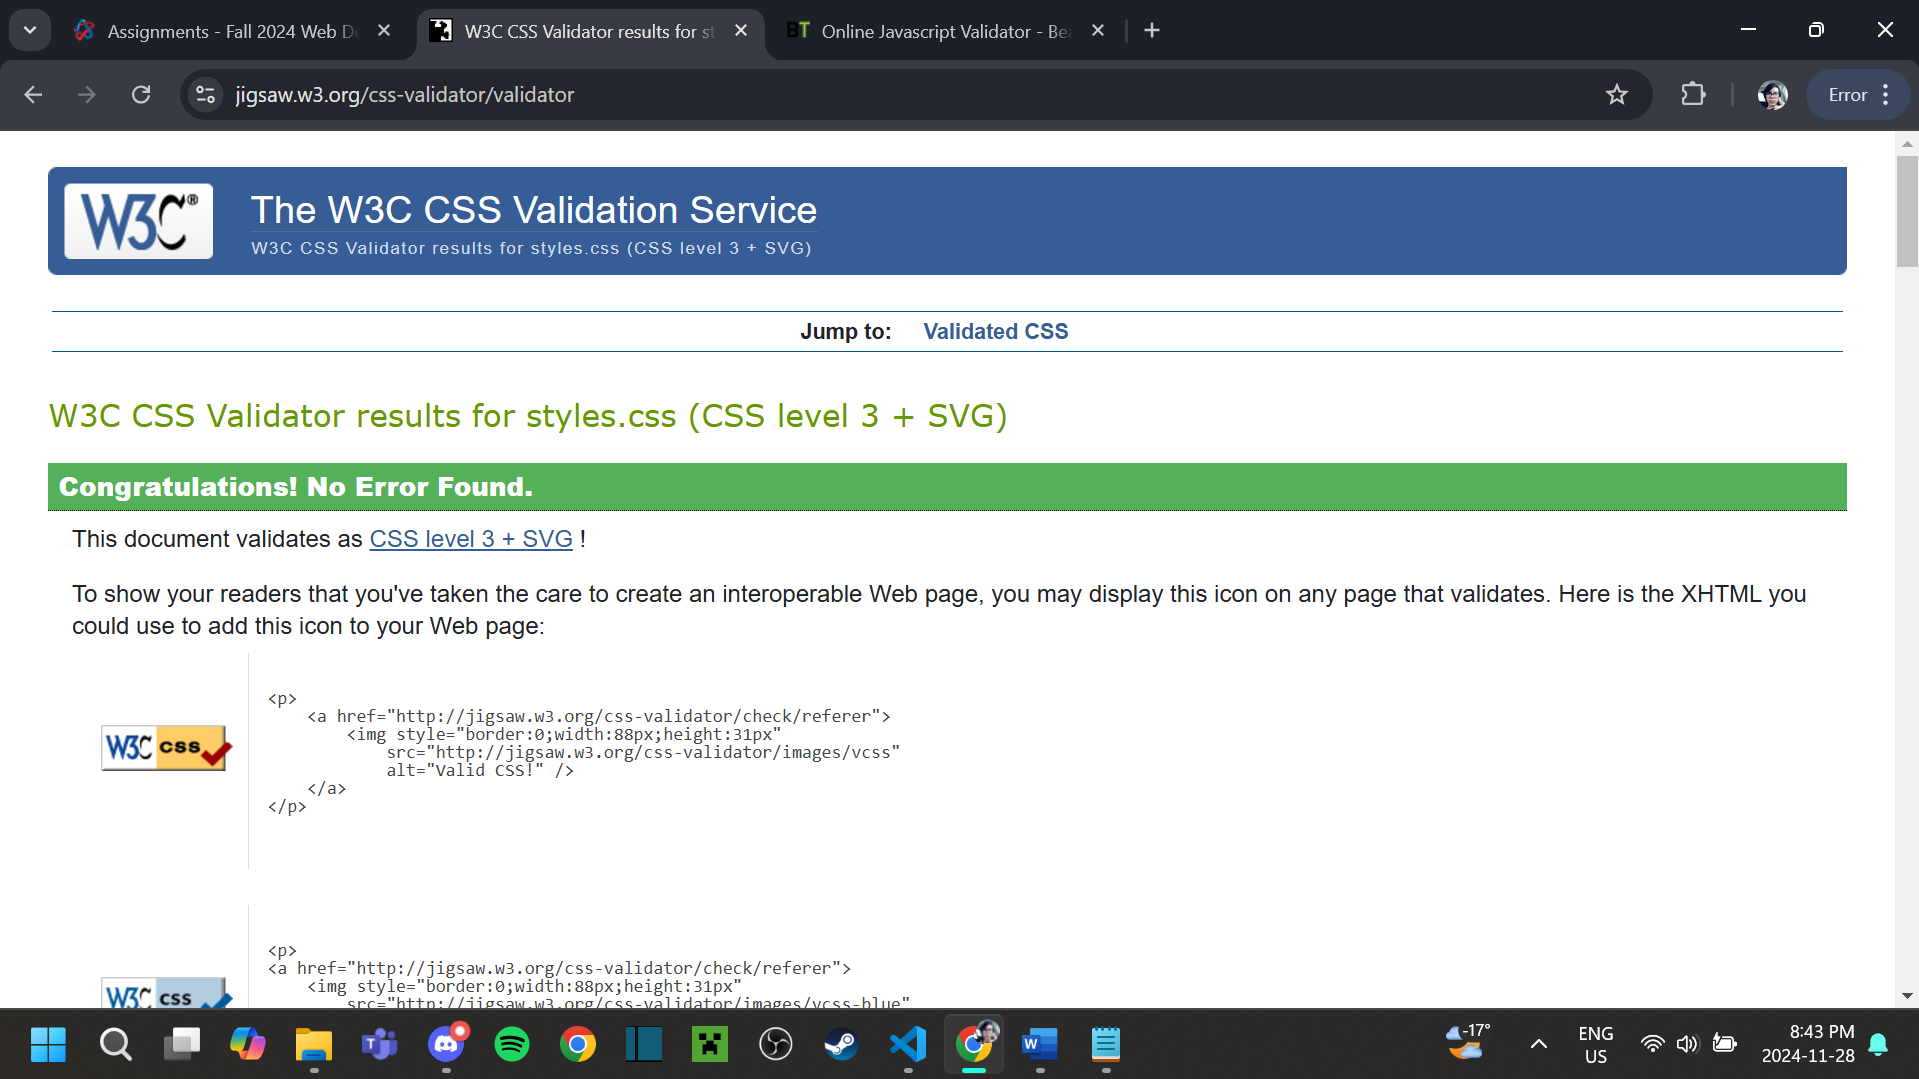 Assignments - Fall 2024 Web De
W3C CSS Validator results for st
BT Online Javascript Validator - Bea
jigsaw.w3.org/css-validator/validator
Error
W3C®
The W3C CSS Validation Service
W3C CSS Validator results for styles.css (CSS level 3 + SVG)
Jump to: Validated CSS
W3C CSS Validator results for styles.css (CSS level 3 + SVG)
Congratulations! No Error Found.
This document validates as CSS level 3 + SVG !
To show your readers that you've taken the care to create an interoperable Web page, you may display this icon on any page that validates. Here is the XHTML you
could use to add this icon to your Web page:
W3C css
<p>
<a href="http://jigsaw.w3.org/css-validator/check/referer">
<img style="border:0;width:88px;height:31px"
src="http://jigsaw.w3.org/css-validator/images/vcss"
alt="Valid CSS!" />
</a>
</p>
W3C css
<p>
<a href="http://jigsaw.w3.org/css-validator/check/referer">
<img style="border:0;width:88px;height:31px"
src="http://jigsaw.w3.org/css-validator/images/vcss-blue"
-17°
ENG
US
8:43 PM
2024-11-28